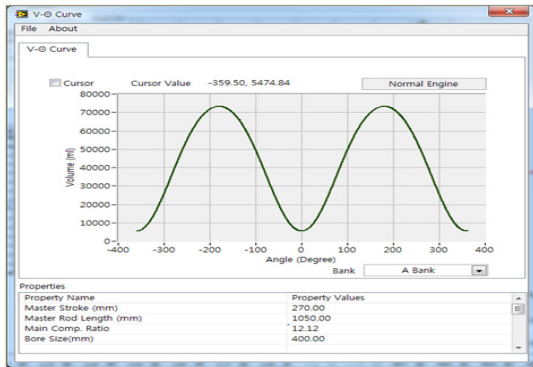 V-Θ Curve
File About
V-Θ Curve
Cursor Cursor Value -359.50, 5474.84 Normal Engine
80000
70000
60000
50000
40000
30000
20000
10000
0
Volume (ml)
-400 -300 -200 -100 0 100 200 300 400
Angle (Degree)
Bank A Bank
Properties
Property Name Property Values
Master Stroke (mm) 270.00
Master Rod Length (mm) 1050.00
Main Comp. Ratio 12.12
Bore Size(mm) 400.00